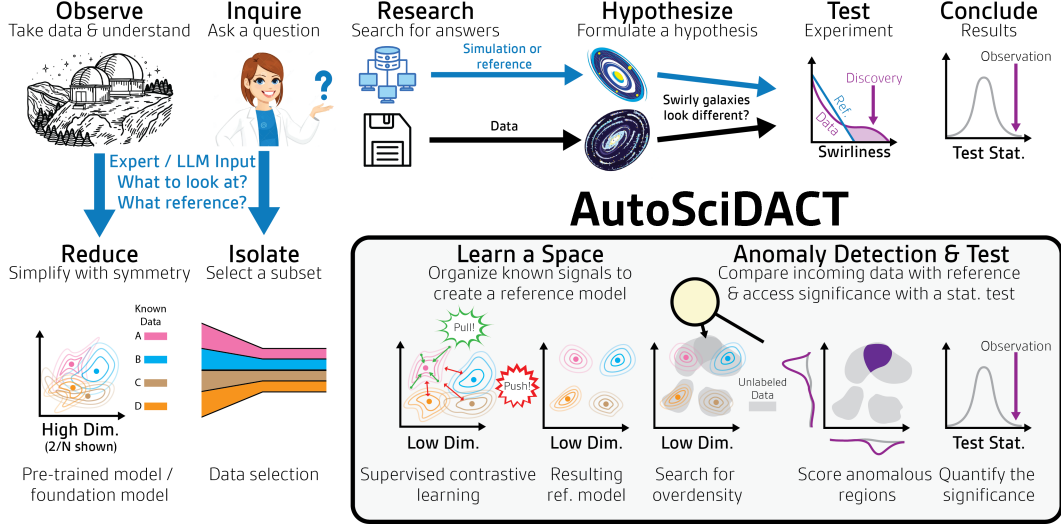 Observe
Take data & understand
Inquire
Ask a question
?
Research
Search for answers
Simulation or
reference
Data
Hypothesize
Formulate a hypothesis
Swirly galaxies
look different?
Test
Experiment
Discovery
Ref.
Data
Swirliness
Conclude
Results
Observation
Test Stat.
Expert / LLM Input
What to look at?
What reference?
AutoSciDACT
Reduce
Simplify with symmetry
Known
Data
A
B
C
D
High Dim.
(2/N shown)
Pre-trained model /
foundation model
Isolate
Select a subset
Data selection
Learn a Space
Organize known signals to
create a reference model
Pull!
Push!
Low Dim.
Supervised contrastive
learning
Low Dim.
Resulting
ref. model
Anomaly Detection & Test
Compare incoming data with reference
& access significance with a stat. test
Low Dim.
Unlabeled
Data
Search for
overdensity
Score anomalous
regions
Observation
Test Stat.
Quantify the
significance